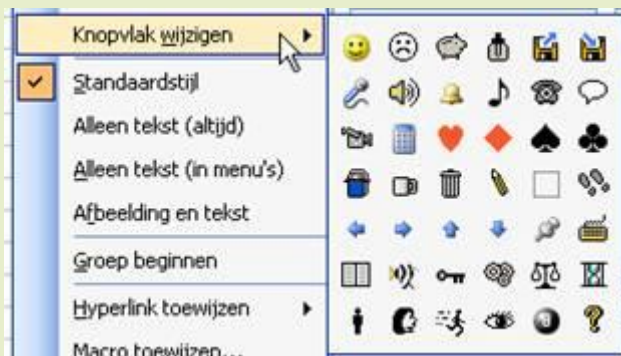 Knopvlak wijzigen
Standaardstijl
Alleen tekst (altijd)
Alleen tekst (in menu's)
Afbeelding en tekst
Groep beginnen
Hyperlink toewijzen
Macro toewijzen...